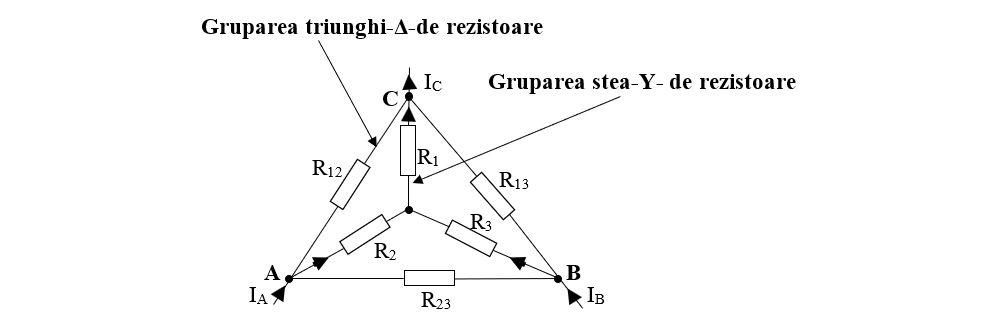 Gruparea triunghi-Δ-de rezistoare
Gruparea stea-Y- de rezistoare
I_C
C
R_12
R_1
R_13
R_2
R_3
A
B
I_A
R_23
I_B